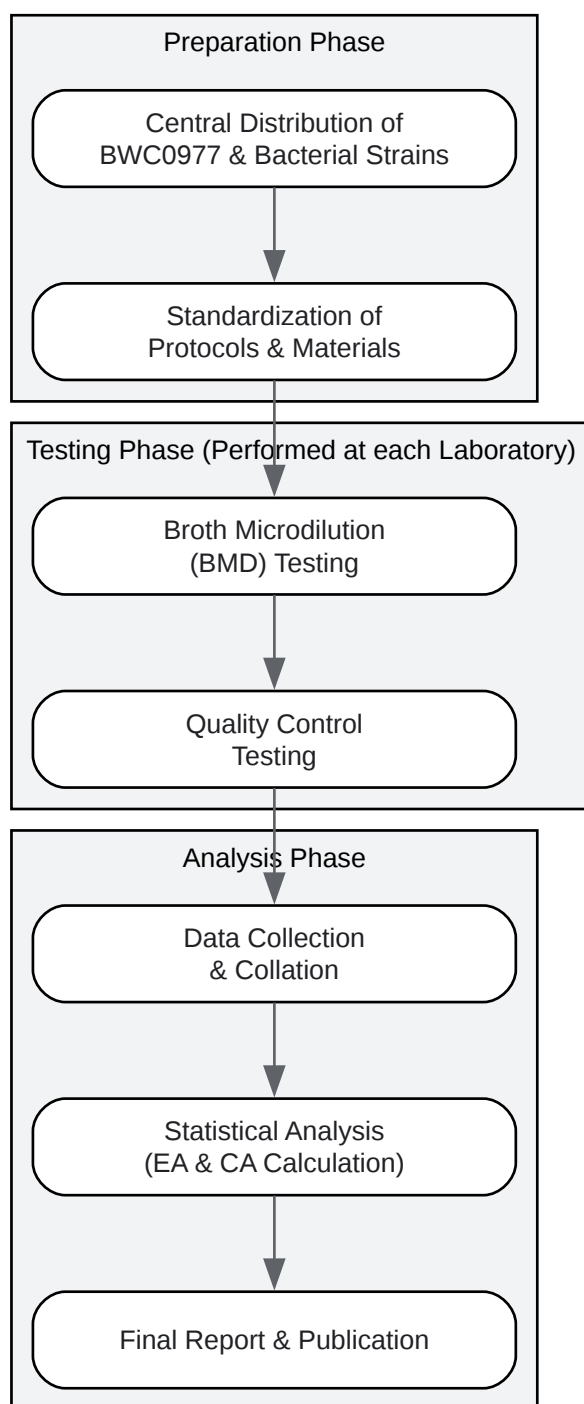 Preparation Phase
Central Distribution of
BWC0977 & Bacterial Strains
Standardization of
Protocols & Materials
Testing Phase (Performed at each Laboratory)
Broth Microdilution
(BMD) Testing
Quality Control
Testing
Analysis Phase
Data Collection
& Collation
Statistical Analysis
(EA & CA Calculation)
Final Report & Publication